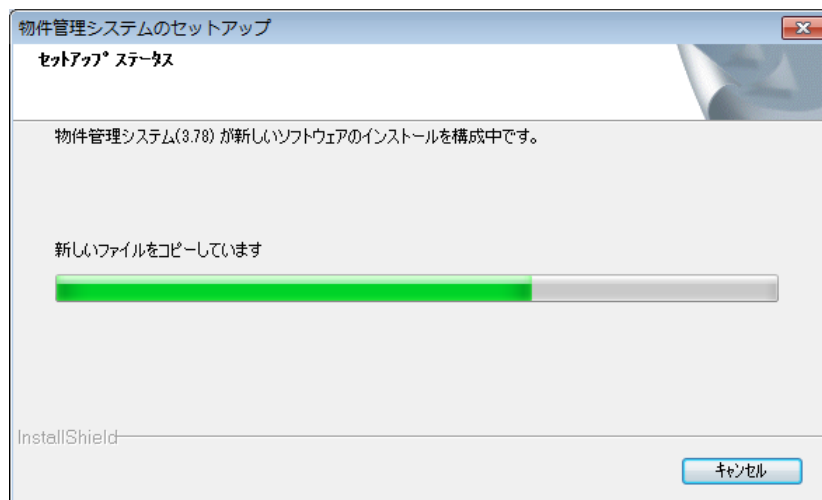 物件管理システムのセットアップ
ｾｯﾄｱｯﾌﾟ ｽﾃｰﾀｽ
物件管理システム(3.78) が新しいソフトウェアのインストールを構成中です。
新しいファイルをコピーしています
InstallShield
ｷｬﾝｾﾙ